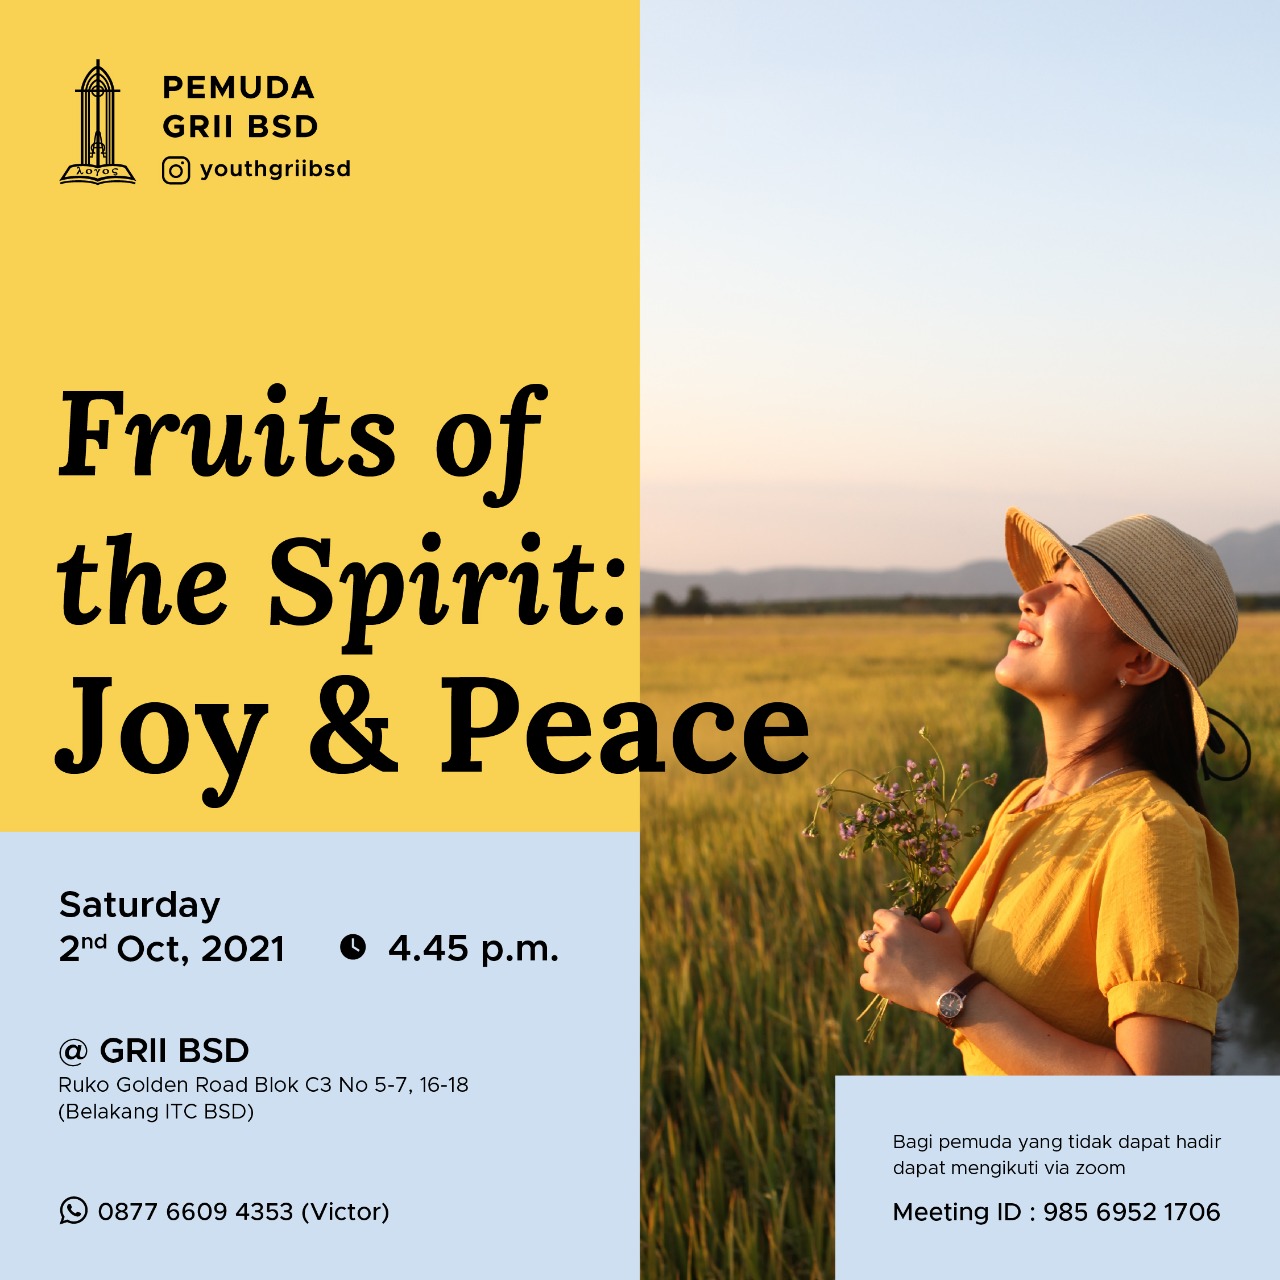 PEMUDA
GRII BSD
youthgriibsd
λογος
Fruits of
the Spirit:
Joy & Peace
Saturday
2nd Oct, 2021
4.45 p.m.
@ GRII BSD
Ruko Golden Road Blok C3 No 5-7, 16-18
(Belakang ITC BSD)
0877 6609 4353 (Victor)
Bagi pemuda yang tidak dapat hadir
dapat mengikuti via zoom
Meeting ID : 985 6952 1706